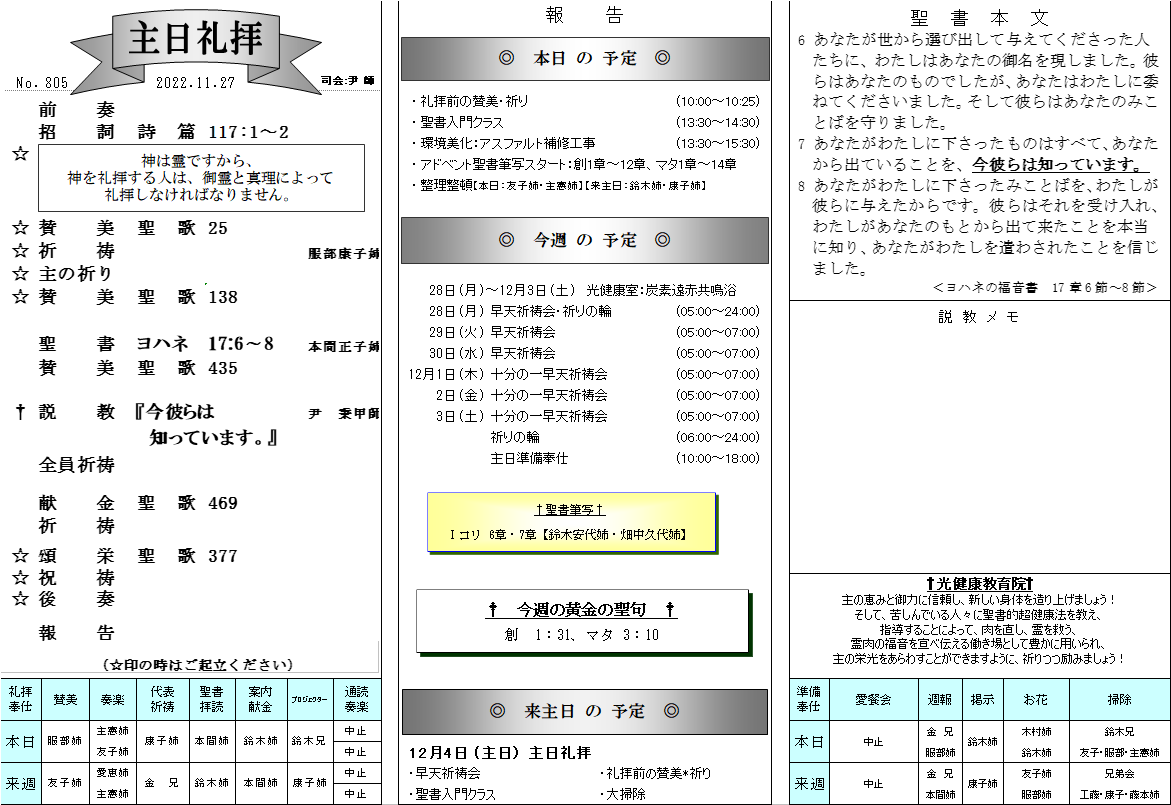 主日礼拝
No. 805
2022.11.27
司会:尹 師
前 奏
招 詞 詩 篇 117:1～2
☆
神は霊ですから、
神を礼拝する人は、御霊と真理によって
礼拝しなければなりません。
☆ 賛 美 聖 歌 25
☆ 祈 祷 服部康子姉
☆ 主の祈り
☆ 賛 美 聖 歌 138
聖 書 ヨハネ 17:6～8 本間正子姉
賛 美 聖 歌 435
† 説 教 『今彼らは 尹 秉甲師
知っています。』
全員祈祷
献 金 聖 歌 469
祈 祷
☆ 頌 栄 聖 歌 377
☆ 祝 祷
☆ 後 奏
報 告
(☆印の時はご起立ください)
礼拝奉仕 賛美 奏楽 代表祈祷 聖書拝読 案内献金 プロジェクター 通読奏楽
本日 服部姉 主憲姉 友子姉 康子姉 本間姉 鈴木姉 鈴木兄 中止 中止
来週 友子姉 愛恵姉 主憲姉 金 兄 鈴木姉 本間姉 康子姉 中止 中止
報 告
◎ 本日 の 予定 ◎
・礼拝前の賛美・祈り (10:00～10:25)
・聖書入門クラス (13:30～14:30)
・環境美化:アスファルト補修工事 (13:30～15:30)
・アドベント聖書筆写スタート:創1章～12章、マタ1章～14章
・整理整頓【本日:友子姉・主憲姉】【来主日:鈴木姉・康子姉】
◎ 今週 の 予定 ◎
28日(月)～12月3日(土) 光健康室:炭素遠赤共鳴浴
28日(月) 早天祈祷会・祈りの輪 (05:00～24:00)
29日(火) 早天祈祷会 (05:00～07:00)
30日(水) 早天祈祷会 (05:00～07:00)
12月1日(木) 十分の一早天祈祷会 (05:00～07:00)
2日(金) 十分の一早天祈祷会 (05:00～07:00)
3日(土) 十分の一早天祈祷会 (05:00～07:00)
祈りの輪 (06:00～24:00)
主日準備奉仕 (10:00～18:00)
†聖書筆写†
Ⅰコリ 6章・7章【鈴木安代姉・畑中久代姉】
† 今週の黄金の聖句 †
創 1:31、マタ 3:10
◎ 来主日 の 予定 ◎
12月4日(主日) 主日礼拝
・早天祈祷会 ・礼拝前の賛美*祈り
・聖書入門クラス ・大掃除
聖 書 本 文
6 あなたが世から選び出して与えてくださった人
たちに、わたしはあなたの御名を現しました。彼
らはあなたのものでしたが、あなたはわたしに委
ねてくださいました。そして彼らはあなたのみこ
とばを守りました。
7 あなたがわたしに下さったものはすべて、あなた
から出ていることを、今彼らは知っています。
8 あなたがわたしに下さったみことばを、わたしが
彼らに与えたからです。彼らはそれを受け入れ、
わたしがあなたのもとから出て来たことを本当
に知り、あなたがわたしを遣わされたことを信じ
ました。
＜ヨハネの福音書 17章6節～8節＞
説 教 メ モ
†光健康教育院†
主の恵みと御力に信頼し、新しい身体を造り上げましょう！
そして、苦しんでいる人々に聖書的超健康法を教え、
指導することによって、肉を直し、霊を救う、
霊肉の福音を宣べ伝える働き場として豊かに用いられ、
主の栄光をあらわすことができますように、祈りつつ励みましょう！
準備奉仕 愛餐会 週報 掲示 お花 掃除
本日 中止 金 兄 服部姉 鈴木姉 木村姉 鈴木姉 鈴木兄 友子・服部・主憲姉
来週 中止 金 兄 本間姉 康子姉 友子姉 服部姉 兄弟会 工藤・康子・藤本姉